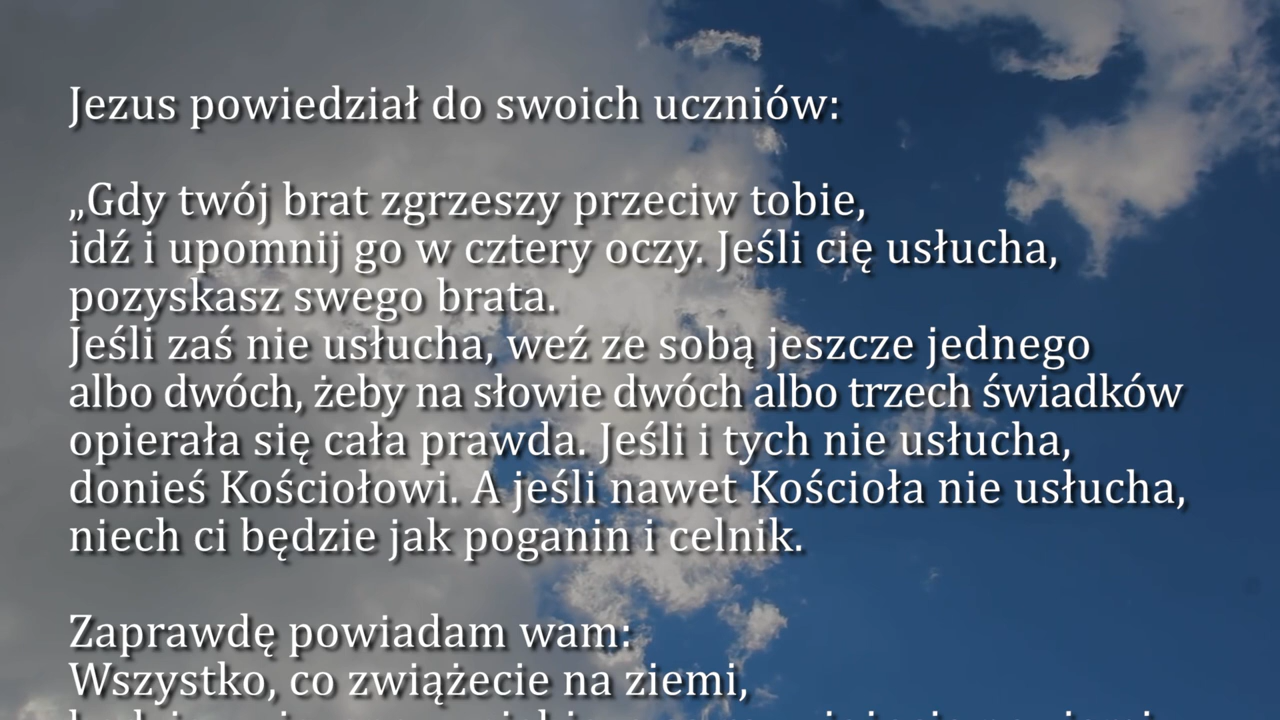 Jezus powiedział do swoich uczniów:
„Gdy twój brat zgrzeszy przeciw tobie,
idź i upomnij go w cztery oczy. Jeśli cię usłucha,
pozyskasz swego brata.
Jeśli zaś nie usłucha, weź ze sobą jeszcze jednego
albo dwóch, żeby na słowie dwóch albo trzech świadków
opierała się cała prawda. Jeśli i tych nie usłucha,
donieś Kościołowi. A jeśli nawet Kościoła nie usłucha,
niech ci będzie jak poganin i celnik.
Zaprawdę powiadam wam:
Wszystko, co zwiążecie na ziemi,